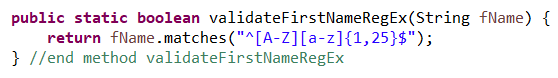 public static boolean validateFirstNameRegEx(String fName) {
    return fName.matches("^[A-Z][a-z]{1,25}$");
} //end method validateFirstNameRegEx